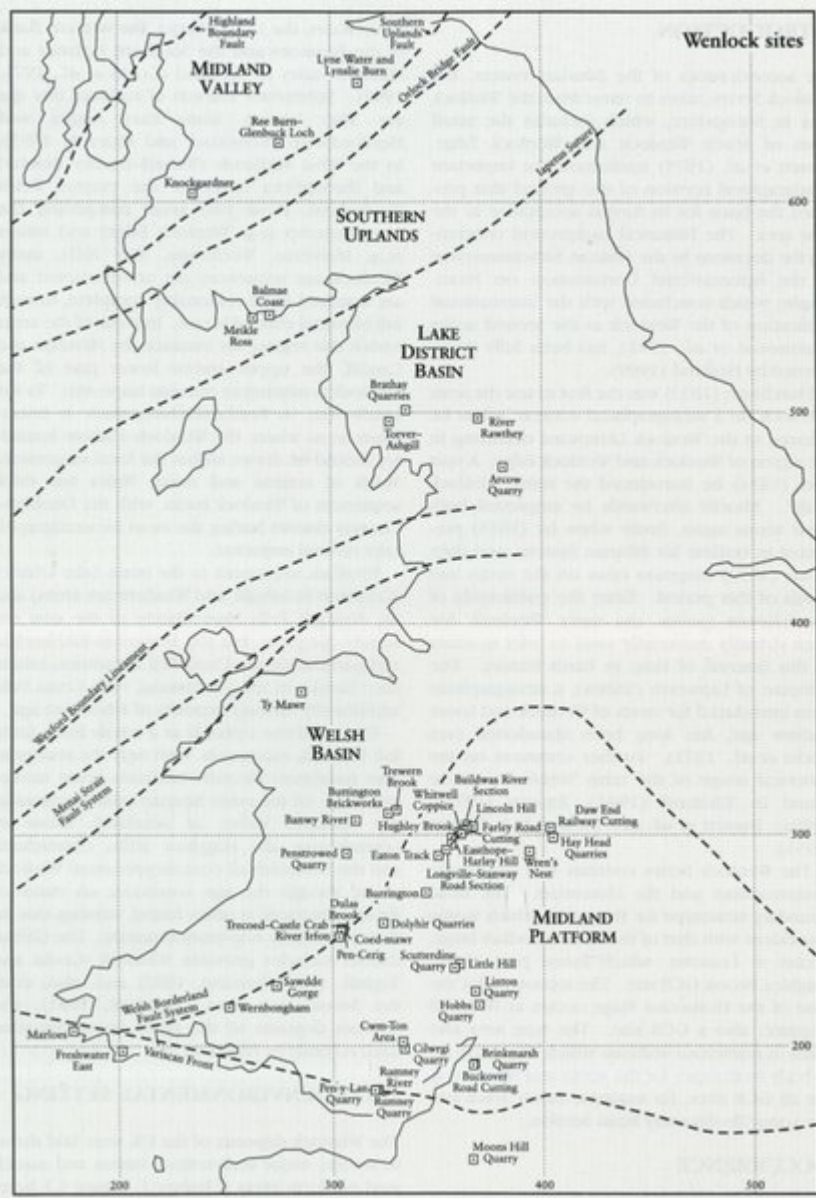 Highland
Boundary
Fault
Southern
Uplands
Fault
Wenlock sites
MIDLAND
VALLEY
Lyne Water and
Lynslie Burn
Orlock Bridge Fault
Ree Burn–
Glenbuck Loch
Iapetus Suture
Knockgardner
600
SOUTHERN
UPLANDS
Balmae
Coast
Meikle
Ross
LAKE
DISTRICT
BASIN
Brathay
Quarries
500
River
Rawthey
Torver–
Ashgill
Arcow
Quarry
400
Wexford Boundary Lineament
Ty Mawr
WELSH
BASIN
Menai Strait
Fault System
Trewern
Brook
Buildwas River
Section
Buttington
Brickworks
Whitwell
Coppice
Lincoln Hill
Daw End
Railway Cutting
Banwy River
Hughley Brook
Farley Road
Cutting
300
Hay Head
Quarries
Penstrowed
Quarry
Eaton Track
Easthope
Harley Hill
Wren's
Nest
Longville–Stanway
Road Section
Burrington
Dulas
Brook
MIDLAND
PLATFORM
Trecoed–Castle Crab
River Irfon
Dolyhir Quarries
Coed-mawr
Pen-Cerig
Scutterdine
Quarry
Little Hill
Sawdde
Gorge
Linton
Quarry
Welsh Borderland
Fault System
Wernbongham
Hobbs
Quarry
Marloes
Cwm-Ton
Area
200
Freshwater
East
Variscan Front
Cilwrgi
Quarry
Brinkmarsh
Quarry
Rumney
River
Buckover
Road Cutting
Pen-y-Lan
Quarry
Rumney
Quarry
Moons Hill
Quarry
200
300
400
500